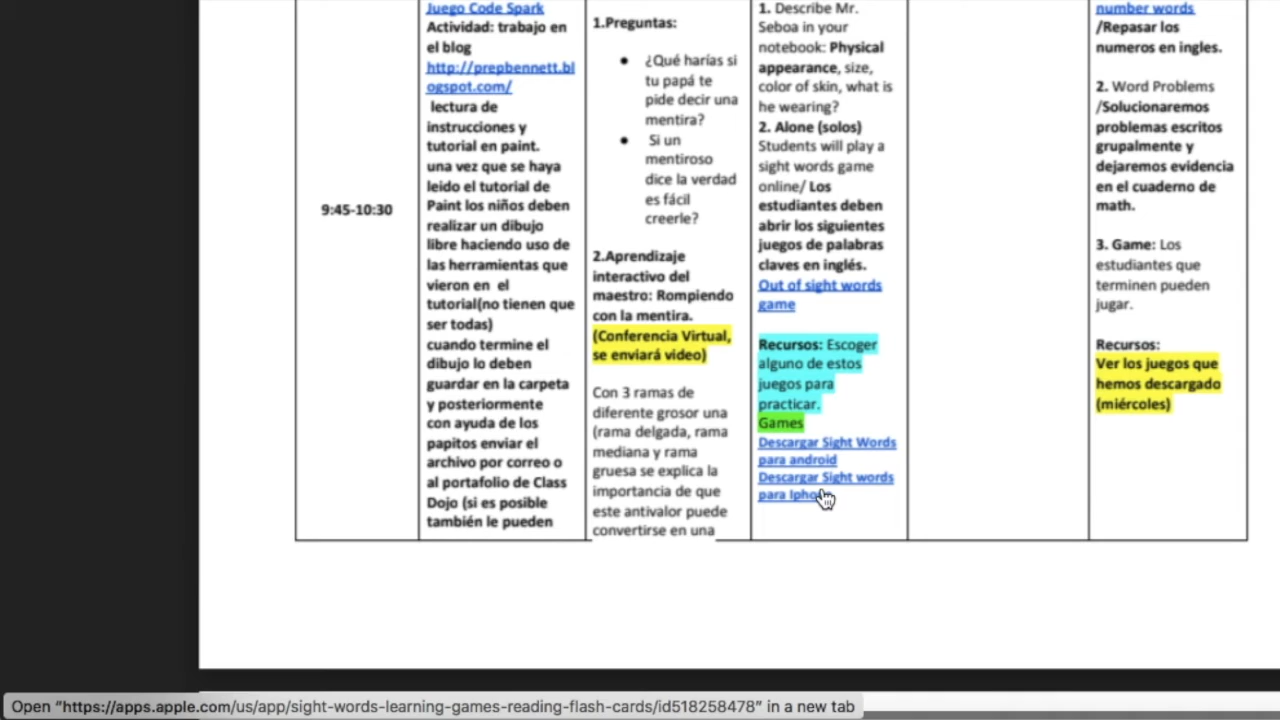 9:45-10:30
Juego Code Spark
Actividad: trabajo en
el blog
http://prepbennett.bl
ogspot.com/
lectura de
instrucciones y
tutorial en paint.
una vez que se haya
leido el tutorial de
Paint los niños deben
realizar un dibujo
libre haciendo uso de
las herramientas que
vieron en el
tutorial(no tienen que
ser todas)
cuando termine el
dibujo lo deben
guardar en la carpeta
y posteriormente
con ayuda de los
papitos enviar el
archivo por correo o
al portafolio de Class
Dojo (si es posible
también le pueden
1.Preguntas:
● ¿Qué harías si
tu papá te
pide decir una
mentira?
● Si un
mentiroso
dice la verdad
es fácil
creerle?
2.Aprendizaje
interactivo del
maestro: Rompiendo
con la mentira.
(Conferencia Virtual,
se enviará video)
Con 3 ramas de
diferente grosor una
(rama delgada, rama
mediana y rama
gruesa se explica la
importancia de que
este antivalor puede
convertirse en una
1. Describe Mr.
Seboa in your
notebook: Physical
appearance, size,
color of skin, what is
he wearing?
2. Alone (solos)
Students will play a
sight words game
online/ Los
estudiantes deben
abrir los siguientes
juegos de palabras
claves en inglés.
Out of sight words
game
Recursos: Escoger
alguno de estos
juegos para
practicar.
Games
Descargar Sight Words
para android
Descargar Sight words
para Iphone
number words
/Repasar los
numeros en ingles.
2. Word Problems
/Solucionaremos
problemas escritos
grupalmente y
dejaremos evidencia
en el cuaderno de
math.
3. Game: Los
estudiantes que
terminen pueden
jugar.
Recursos:
Ver los juegos que
hemos descargado
(miércoles)
Open "https://apps.apple.com/us/app/sight-words-learning-games-reading-flash-cards/id518258478" in a new tab